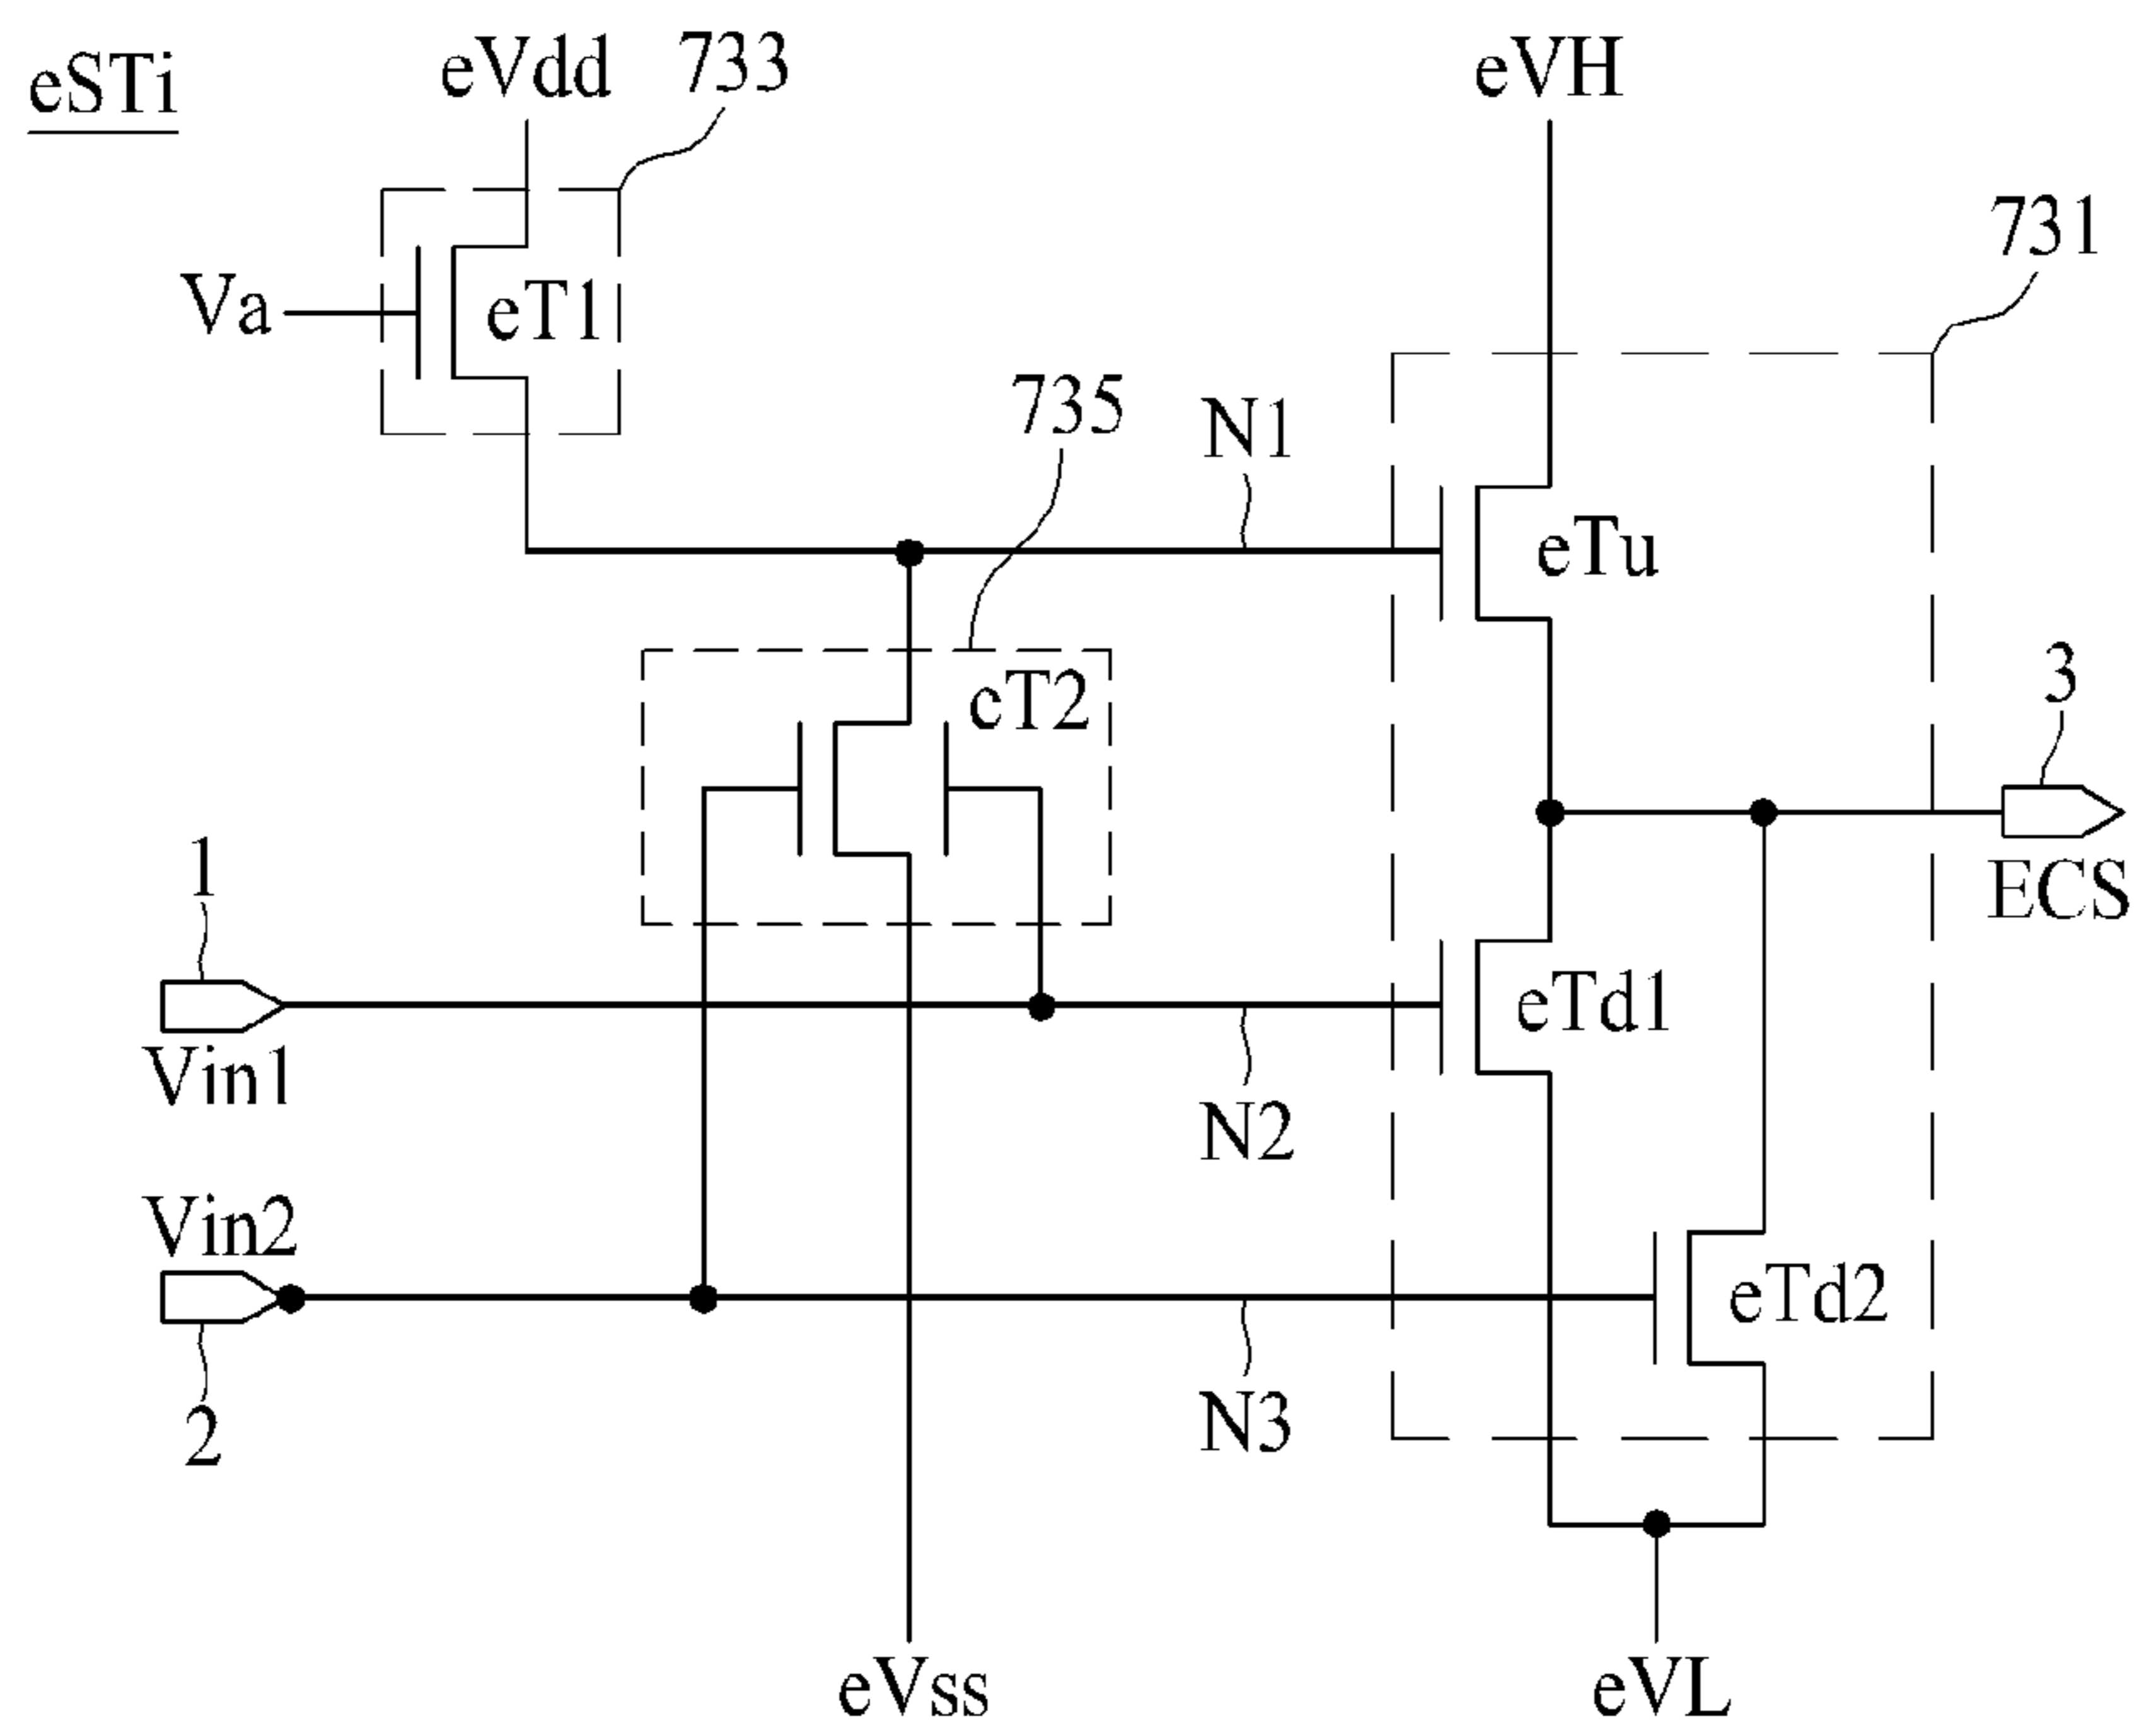 eSTi
eVdd
733
eVH
731
Va
eT1
735
N1
eTu
3
cT2
1
ECS
eTd1
Vin1
N2
Vin2
eTd2
2
N3
eVss
eVL